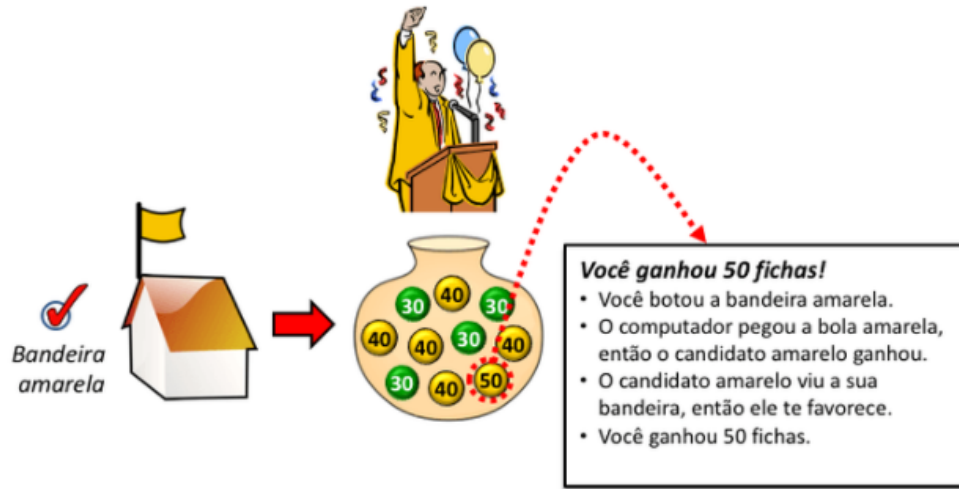 Bandeira
amarela
30
40
30
40
40
30
40
30
40
50
Você ganhou 50 fichas!
• Você botou a bandeira amarela.
• O computador pegou a bola amarela,
então o candidato amarelo ganhou.
• O candidato amarelo viu a sua
bandeira, então ele te favorece.
• Você ganhou 50 fichas.